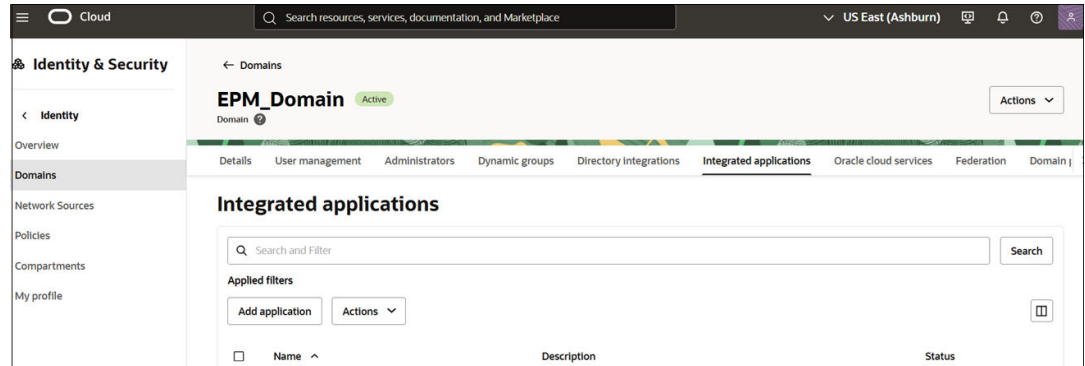 Cloud
Search resources, services, documentation, and Marketplace
US East (Ashburn)
Identity & Security
Identity
Overview
Domains
Network Sources
Policies
Compartments
My profile
Domains
EPM_Domain Active
Domain ?
Actions
Details User management Administrators Dynamic groups Directory integrations Integrated applications Oracle cloud services Federation Domain
Integrated applications
Search and Filter Search
Applied filters
Add application Actions
Name Description Status